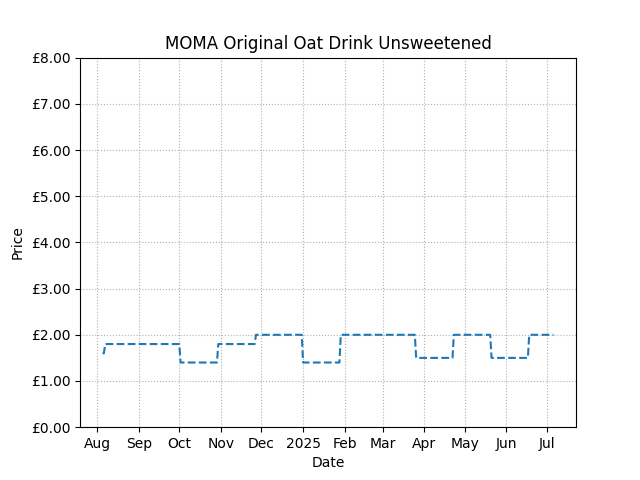 MOMA Original Oat Drink Unsweetened
£8.00
£7.00
£6.00
£5.00
£4.00
£3.00
£2.00
£1.00
£0.00
Price
Aug Sep Oct Nov Dec 2025 Feb Mar Apr May Jun Jul
Date